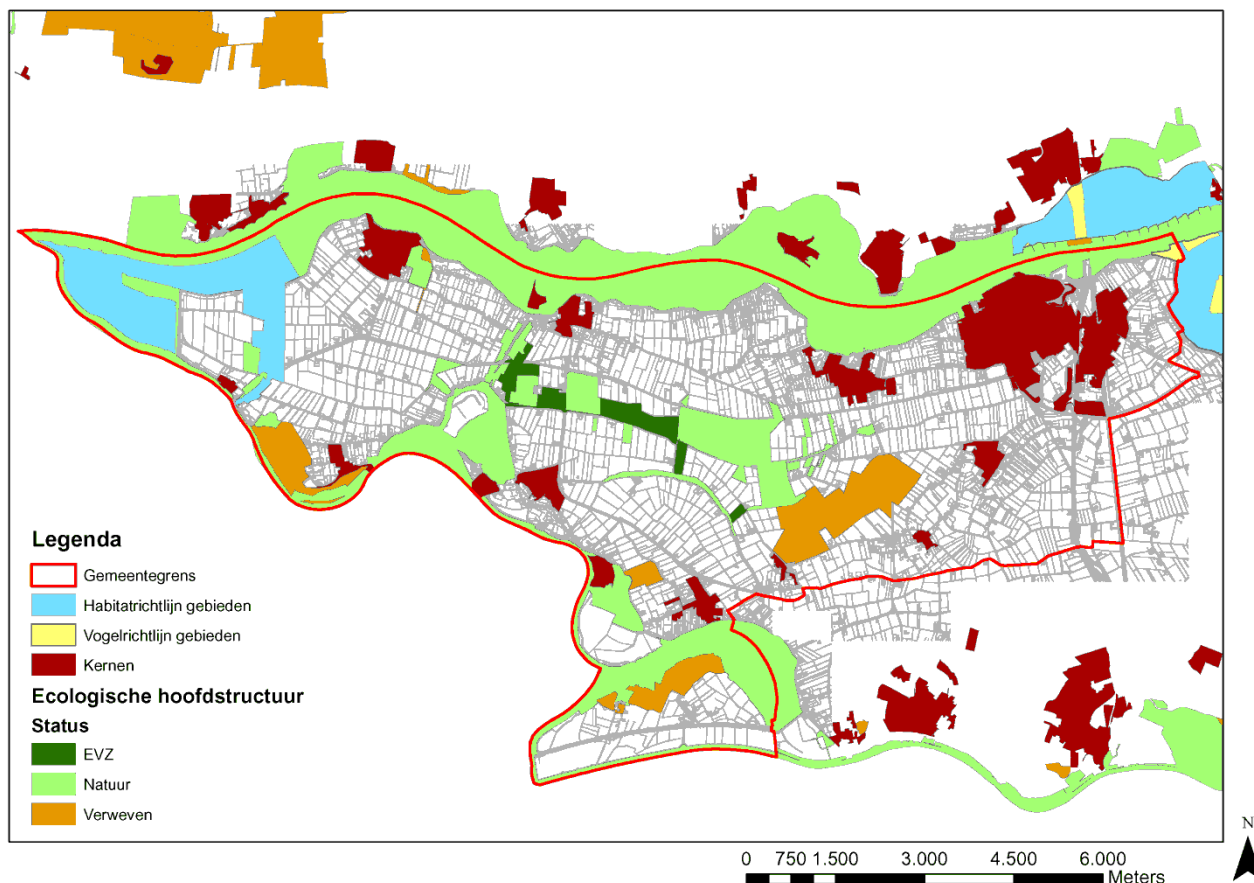 Legenda
Gemeentegrens
Habitatrichtlijn gebieden
Vogelrichtlijn gebieden
Kernen
Ecologische hoofdstructuur
Status
EVZ
Natuur
Verweven
N
0 750 1.500 3.000 4.500 6.000
Meters